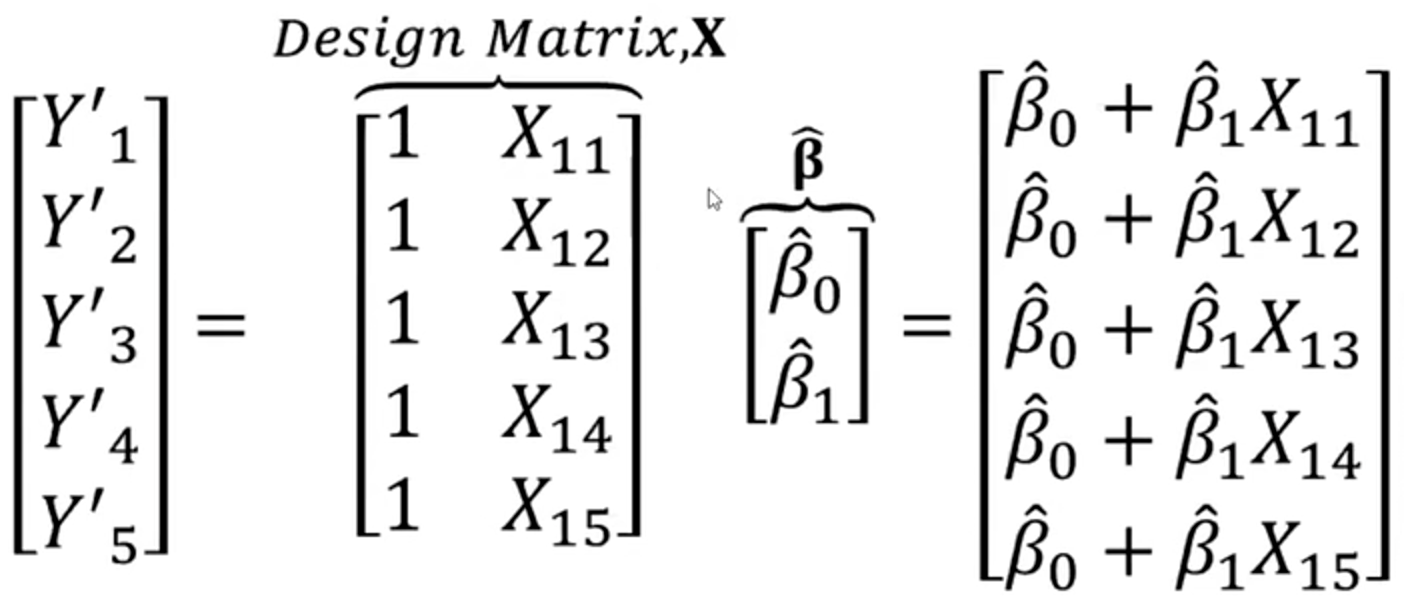 Design Matrix,𝐗
[Y′₁ Y′₂ Y′₃ Y′₄ Y′₅] = [1 X₁₁ 1 X₁₂ 1 X₁₃ 1 X₁₄ 1 X₁₅] 𝛃̂ [β̂₀ β̂₁] = [β̂₀ + β̂₁X₁₁ β̂₀ + β̂₁X₁₂ β̂₀ + β̂₁X₁₃ β̂₀ + β̂₁X₁₄ β̂₀ + β̂₁X₁₅]